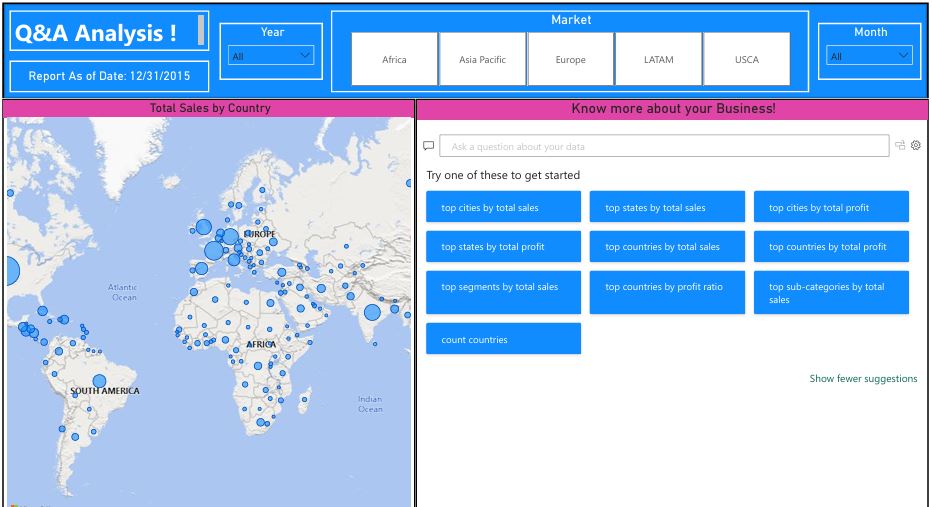 Q&A Analysis !
Report As of Date: 12/31/2015
Year
All
Market
Africa
Asia Pacific
Europe
LATAM
USCA
Month
All
Total Sales by Country
Atlantic
Ocean
EUROPE
AFRICA
SOUTH AMERICA
Indian
Ocean
Know more about your Business!
Ask a question about your data
Try one of these to get started
top cities by total sales
top states by total sales
top cities by total profit
top states by total profit
top countries by total sales
top countries by total profit
top segments by total sales
top countries by profit ratio
top sub-categories by total
sales
count countries
Show fewer suggestions